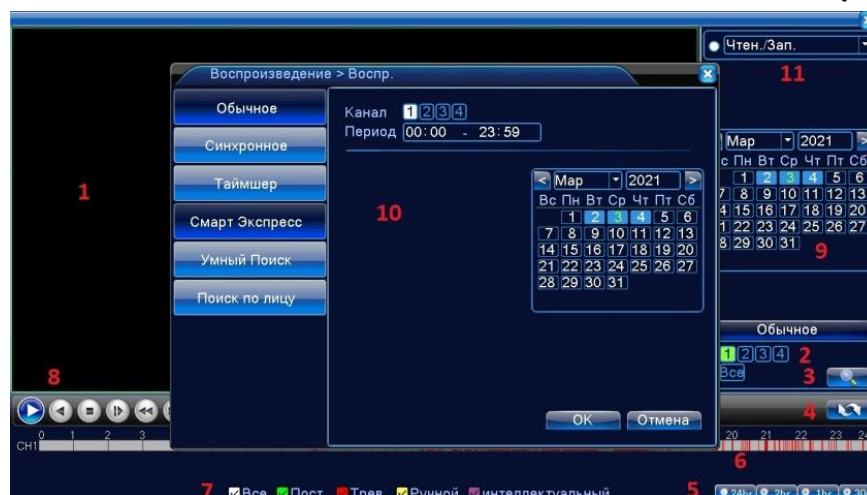 Чтен./Зап.
11
Воспроизведение > Воспр.
Обычное
Синхронное
Таймшер
Смарт Экспресс
Умный Поиск
Поиск по лицу
Канал 1 2 3 4
Период 00:00 - 23:59
Мар 2021
Вс Пн Вт Ср Чт Пт Сб
1 2 3 4 5 6
7 8 9 10 11 12 13
14 15 16 17 18 19 20
21 22 23 24 25 26 27
28 29 30 31
OK Отмена
1
10
Мар 2021
с Пн Вт Ср Чт Пт Сб
1 2 3 4 5 6
7 8 9 10 11 12 13
4 15 16 17 18 19 20
1 22 23 24 25 26 27
8 29 30 31
9
Обычное
1 2 3 4 2
Все 3
8
4
0 1 2 3 20 21 22 23 24
CH1
6
7 Все Пост. Трев. Ручной интеллектуальный 5 24hr 2hr 1hr